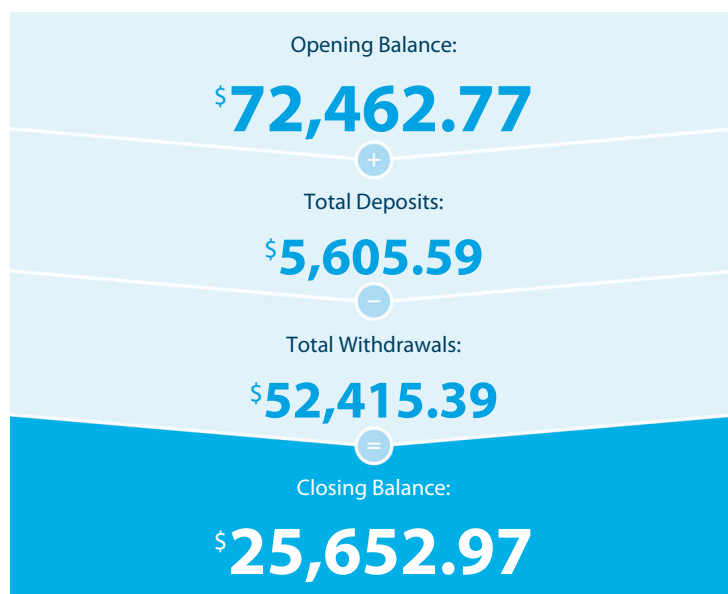 Opening Balance:
$72,462.77
+
Total Deposits:
$5,605.59
−
Total Withdrawals:
$52,415.39
=
Closing Balance:
$25,652.97